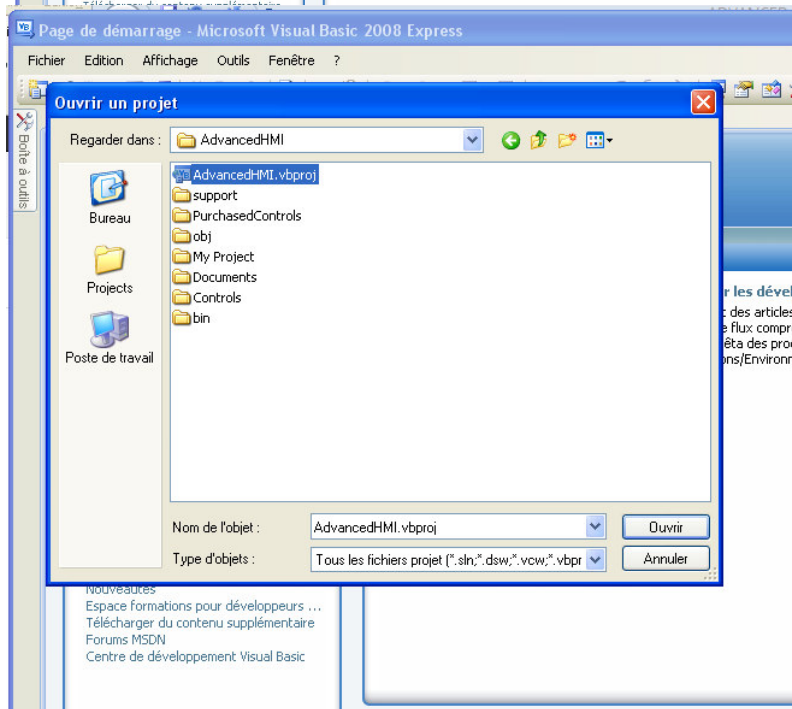 Page de démarrage - Microsoft Visual Basic 2008 Express
Fichier Edition Affichage Outils Fenêtre ?
Ouvrir un projet
Boîte à outils
Regarder dans : AdvancedHMI
Bureau
Projects
Poste de travail
AdvancedHMI.vbproj
support
PurchasedControls
obj
My Project
Documents
Controls
bin
r les dével
des articles
flux compr
êta des pro
ns/Environn
Nom de l'objet : AdvancedHMI.vbproj Ouvrir
Type d'objets : Tous les fichiers projet (*.sln;*.dsw;*.vcw;*.vbpr Annuler
Nouveautés
Espace formations pour développeurs ...
Télécharger du contenu supplémentaire
Forums MSDN
Centre de développement Visual Basic